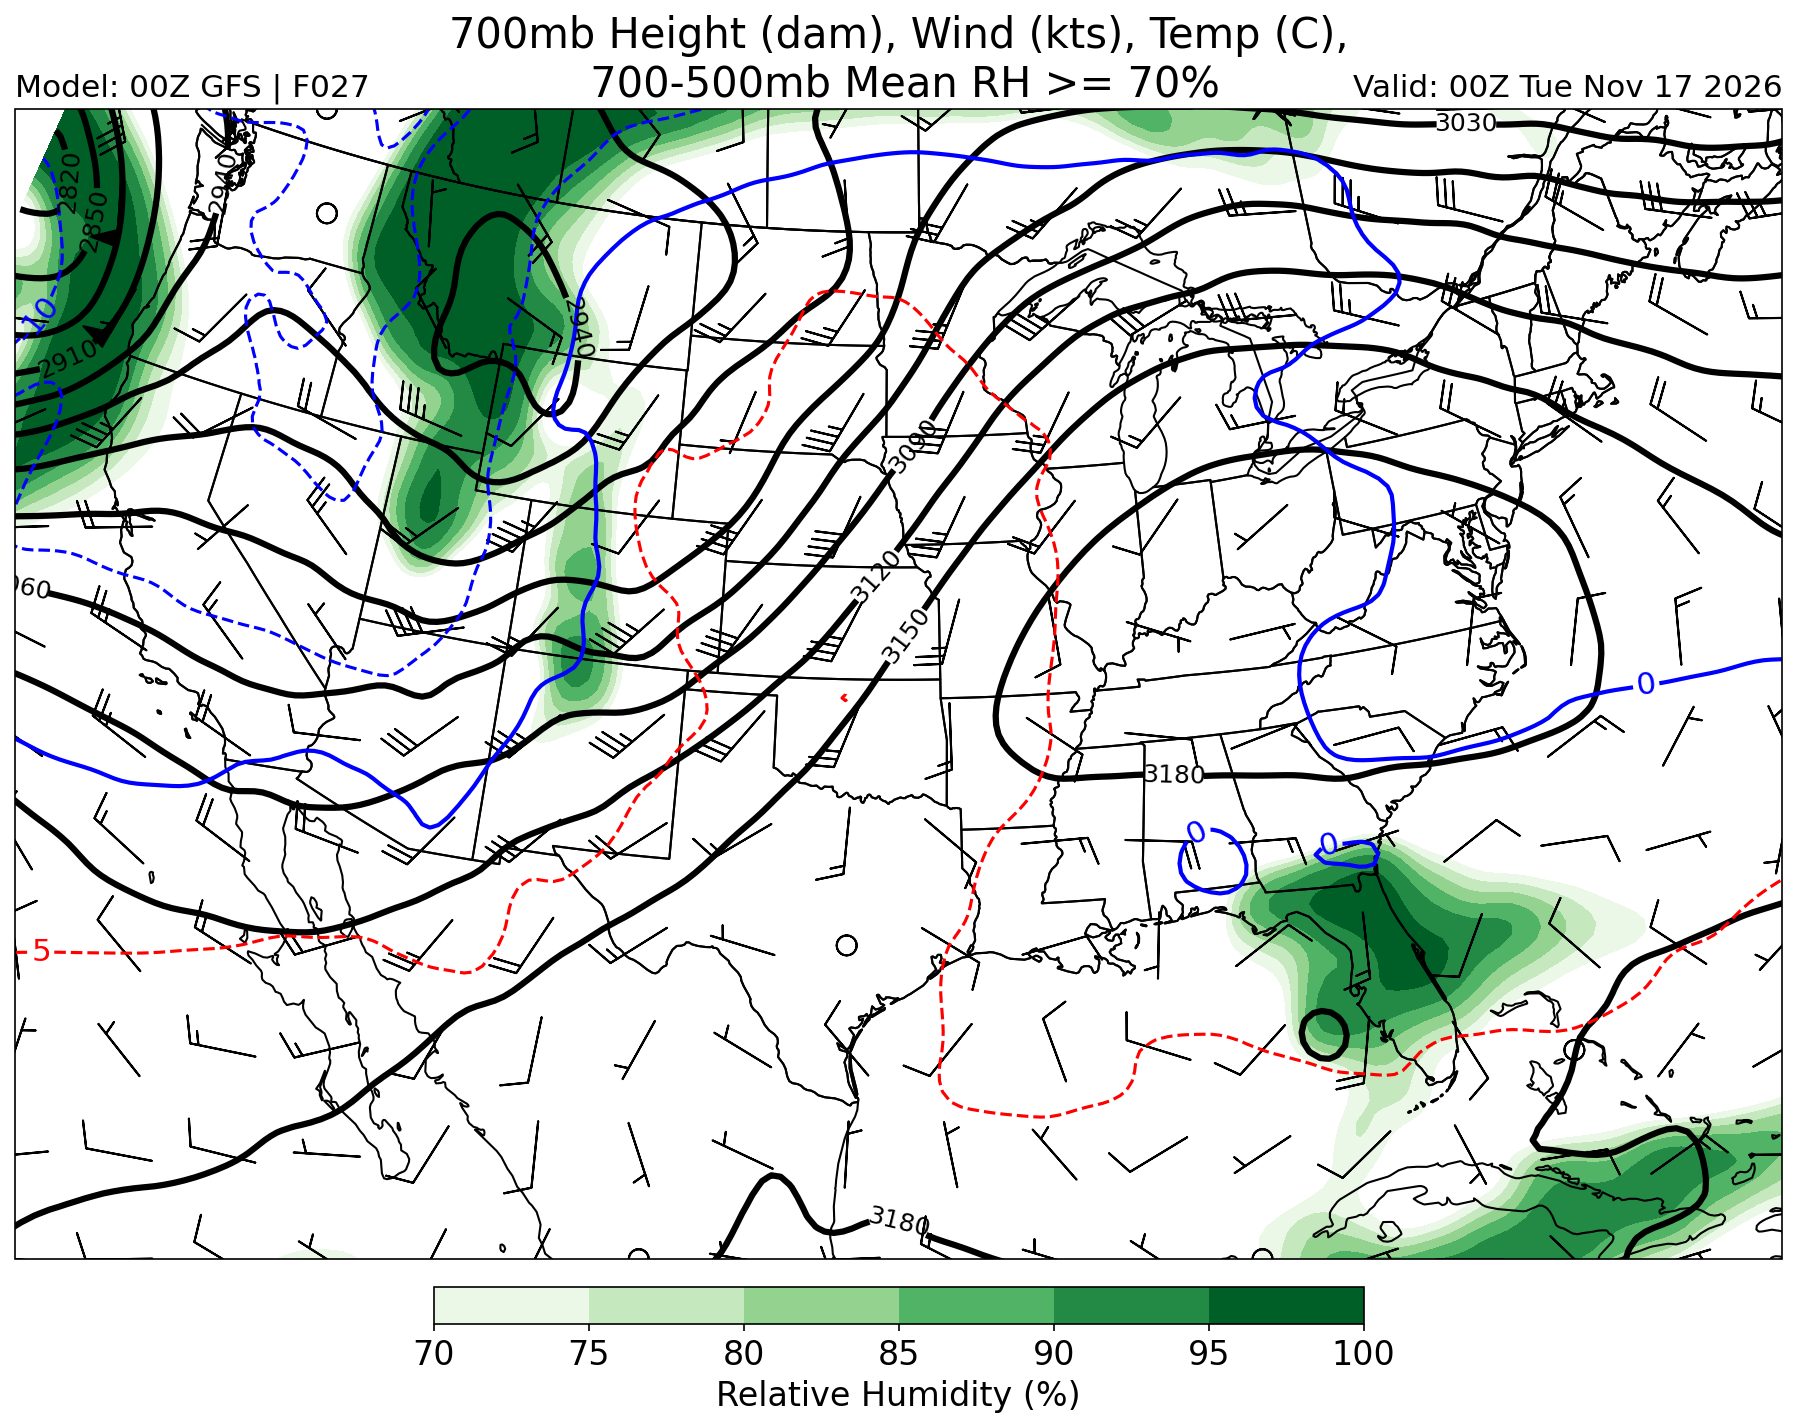 700mb Height (dam), Wind (kts), Temp (C),
700-500mb Mean RH >= 70%
Model: 00Z GFS | F027
Valid: 00Z Tue Nov 17 2026
3030
2820
2850
2940
2910
-10
2940
3090
3120
3150
060
0
3180
0
0
5
3180
70 75 80 85 90 95 100
Relative Humidity (%)